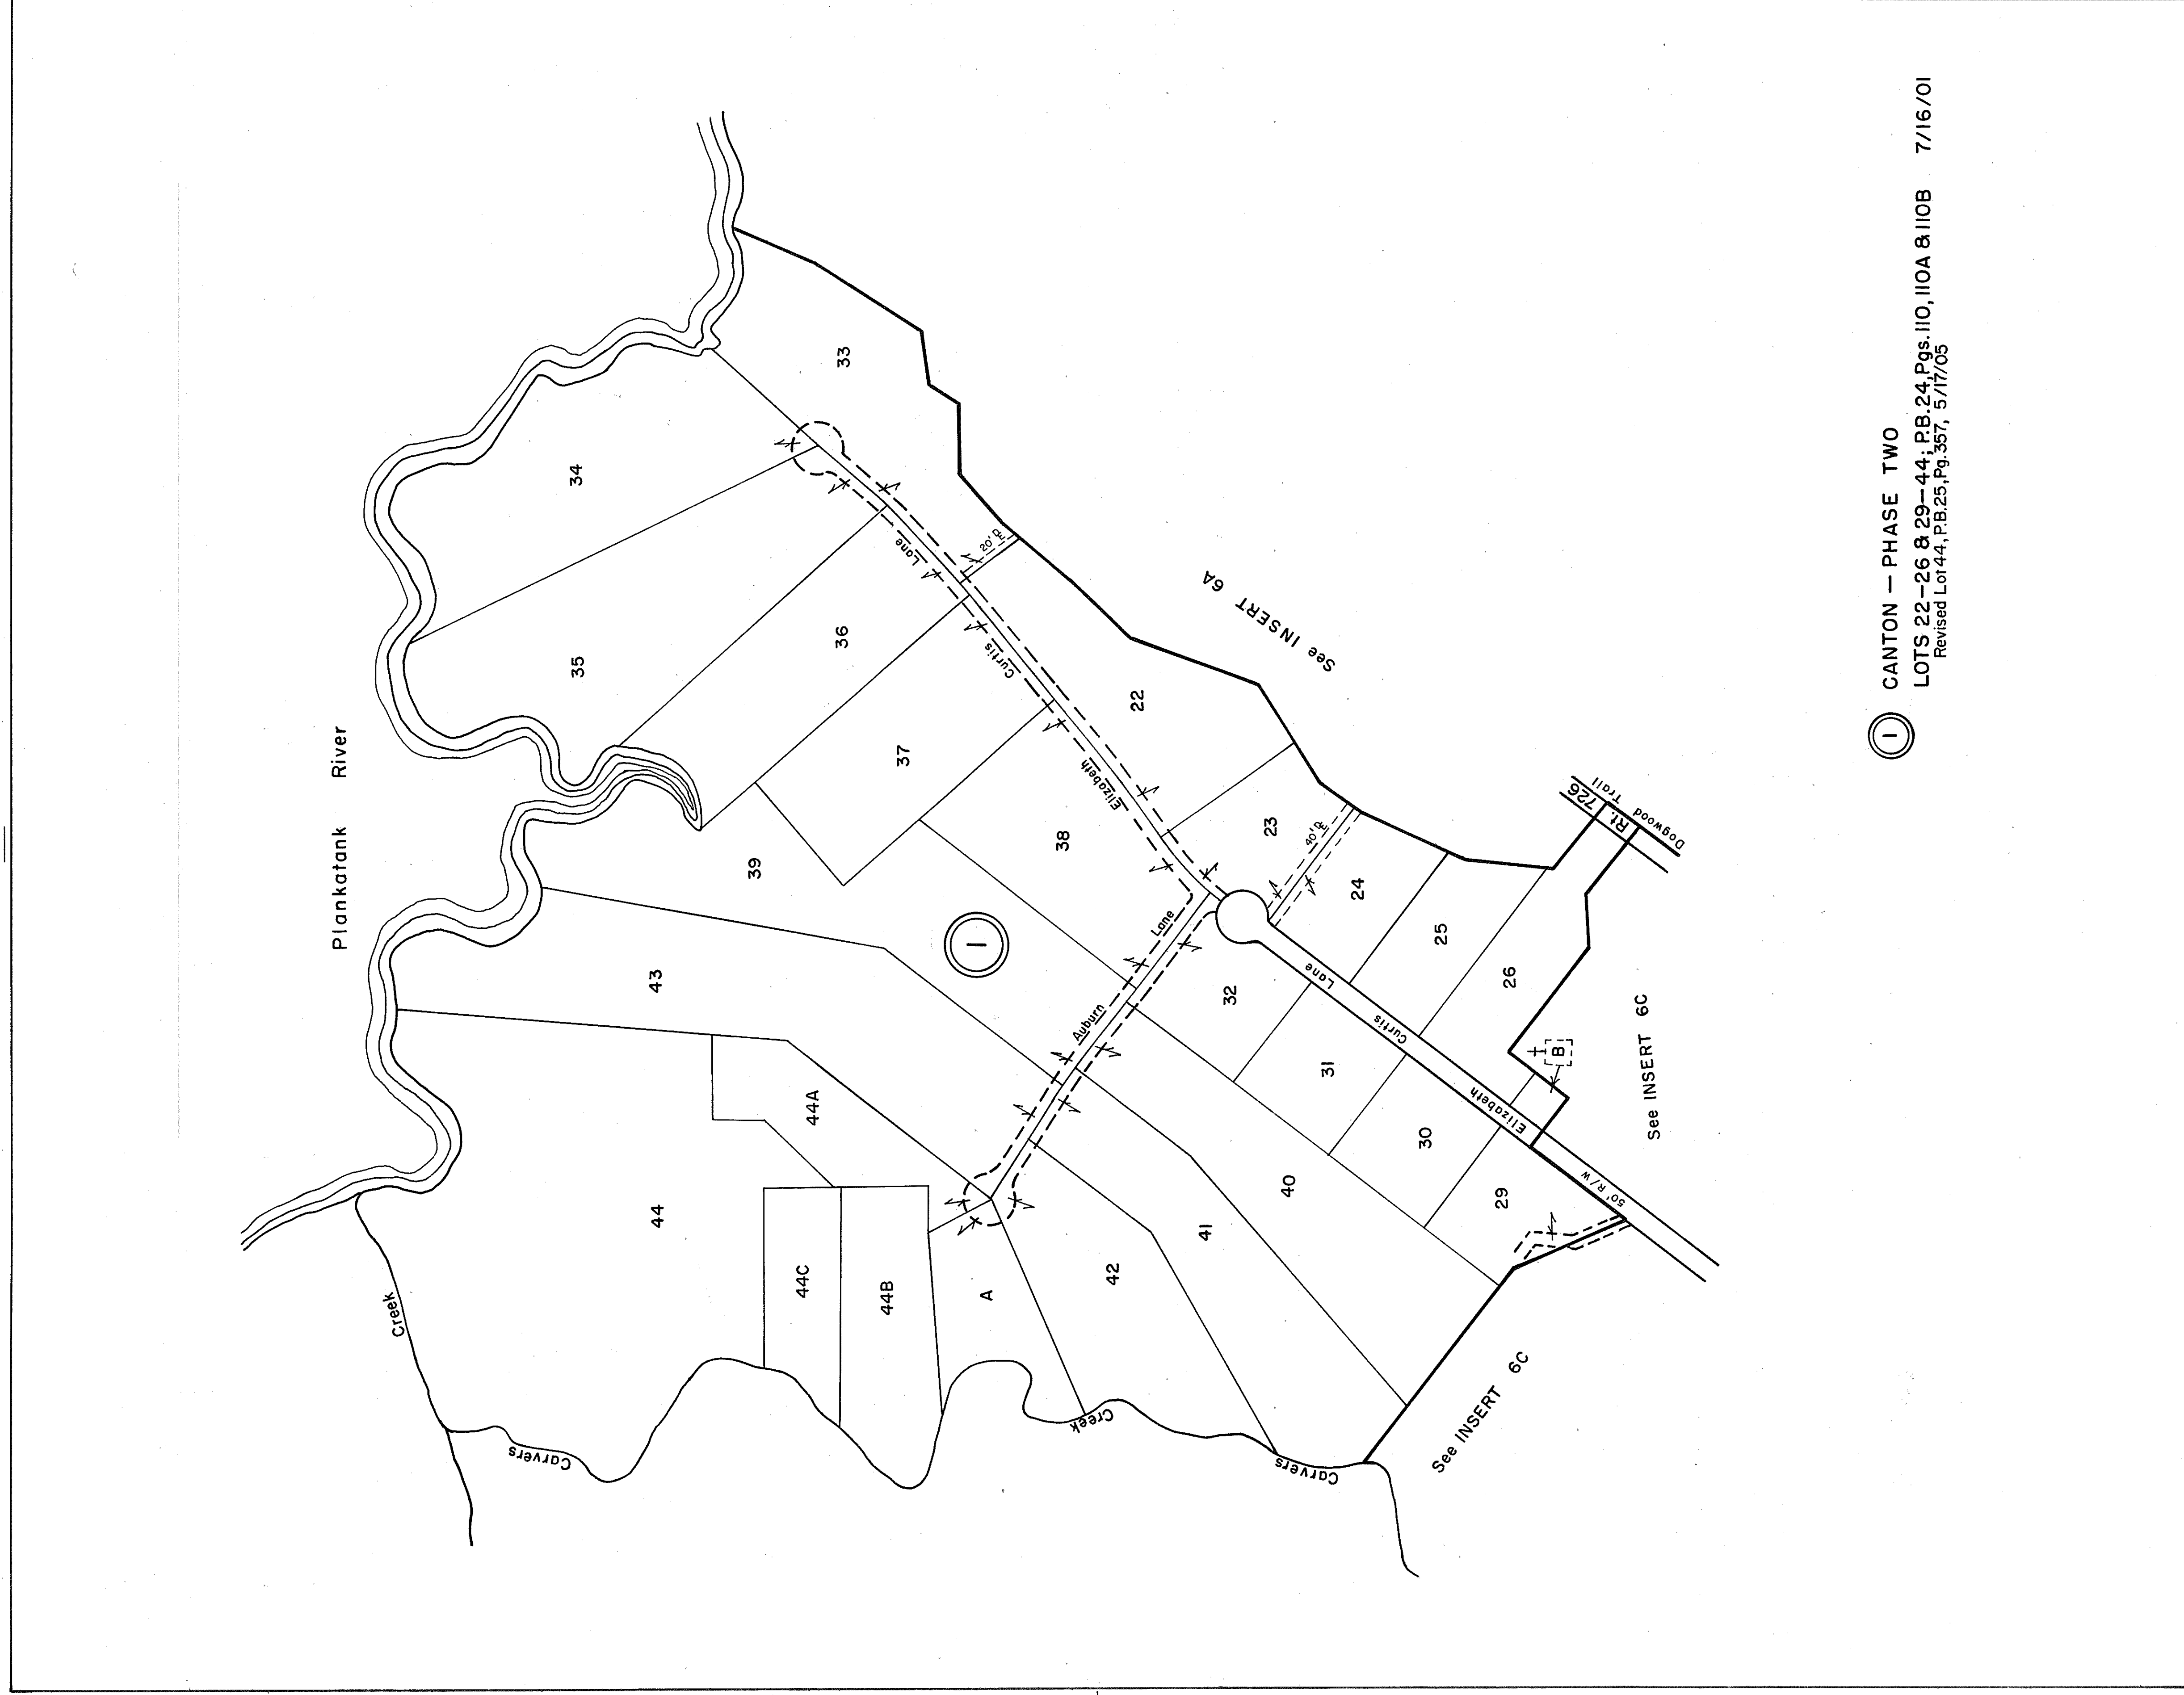 Plankatank River
34
33
35
36
37
38
39
43
44
44A
44C
44B
A
42
41
40
22
23
24
25
26
32
31
30
29
1
Lane
Curtis
Elizabeth
20' DE
40' DE
Lane
Auburn
Lane
Curtis
Elizabeth
50' R/W
Rt. 726
Dogwood Trail
1
B
See INSERT 6A
See INSERT 6C
See INSERT 6C
Creek
Carvers
Creek
Carvers
1
CANTON — PHASE TWO
LOTS 22-26 & 29-44; P.B.24, Pgs. 110, 110A & 110B 7/16/01
Revised Lot 44, P.B.25, Pg. 357, 5/17/05